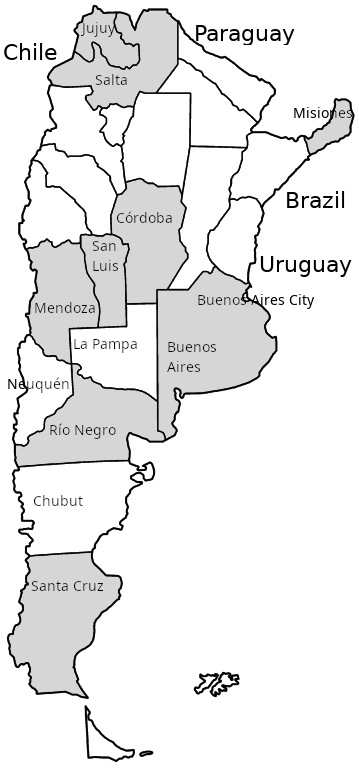 Jujuy
Paraguay
Chile
Salta
Misiones
Brazil
Córdoba
San
Luis
Uruguay
Buenos Aires City
Mendoza
La Pampa
Buenos
Aires
Neuquén
Río Negro
Chubut
Santa Cruz